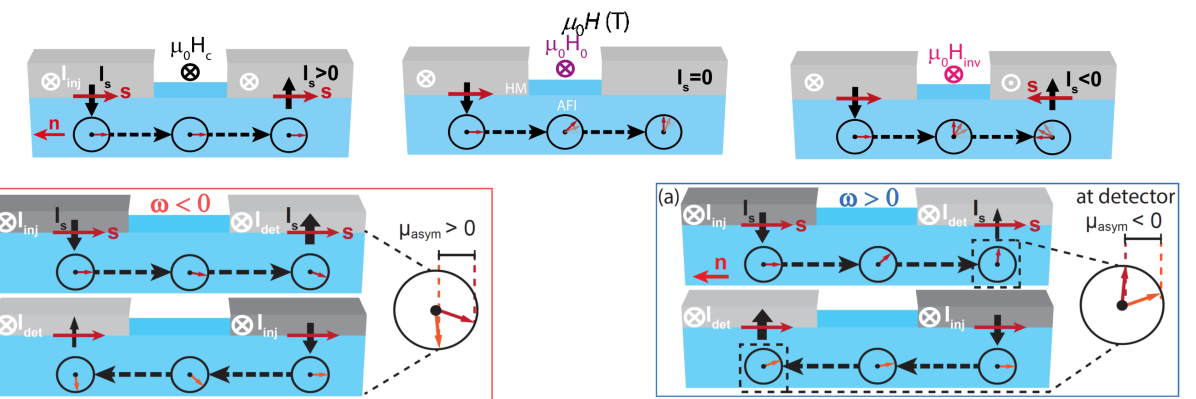 μ₀H (T)
μ₀H_c
I_inj
I_s
I_s>0
s
s
n
μ₀H₀
I_s=0
HM
AFI
μ₀H_inv
I_s<0
s
ω < 0
I_inj
I_s
s
I_det
I_s
s
μ_asym > 0
I_det
I_inj
(a)
ω > 0
at detector
I_inj
I_s
s
I_det
I_s
s
μ_asym < 0
n
I_det
I_inj